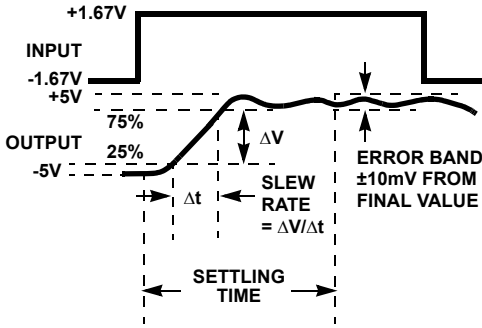 +1.67V
INPUT
-1.67V
+5V
75%
OUTPUT
25%
-5V
ΔV
Δt
SLEW
RATE
= ΔV/Δt
ERROR BAND
±10mV FROM
FINAL VALUE
SETTLING
TIME